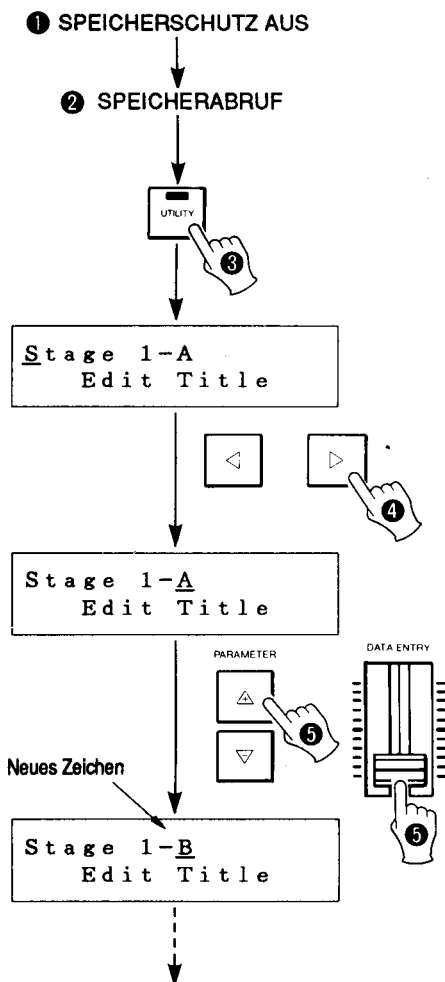 ❶ SPEICHERSCHUTZ AUS
❷ SPEICHERABRUF
UTILITY
❸
Stage 1-A
Edit Title
❹
Stage 1-A
Edit Title
PARAMETER
DATA ENTRY
+
❺
−
❺
Neues Zeichen
Stage 1-B
Edit Title